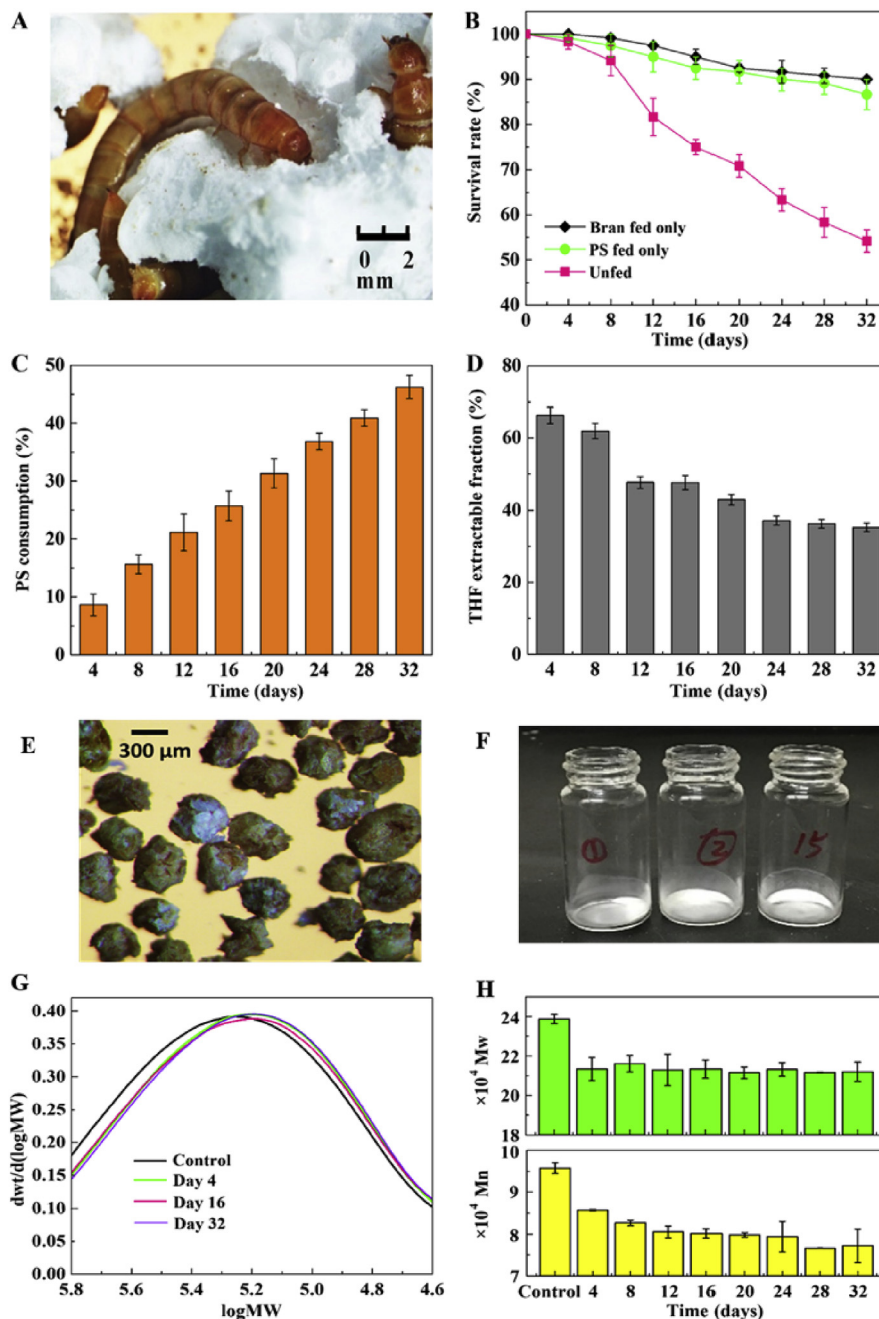 A
0 2
mm
B
Survival rate (%)
100
90
80
70
60
50
40
Bran fed only
PS fed only
Unfed
0 4 8 12 16 20 24 28 32
Time (days)
C
PS consumption (%)
50
40
30
20
10
0
4 8 12 16 20 24 28 32
Time (days)
D
THF extractable fraction (%)
80
60
40
20
0
4 8 12 16 20 24 28 32
Time (days)
E
300 μm
F
① ② 15
G
dwt/d(logMW)
0.40
0.35
0.30
0.25
0.20
0.15
0.10
0.05
0.00
Control
Day 4
Day 16
Day 32
5.8 5.6 5.4 5.2 5.0 4.8 4.6
logMW
H
×10⁴ Mw
24
22
20
18
×10⁴ Mn
10
9
8
7
Control 4 8 12 16 20 24 28 32
Time (days)